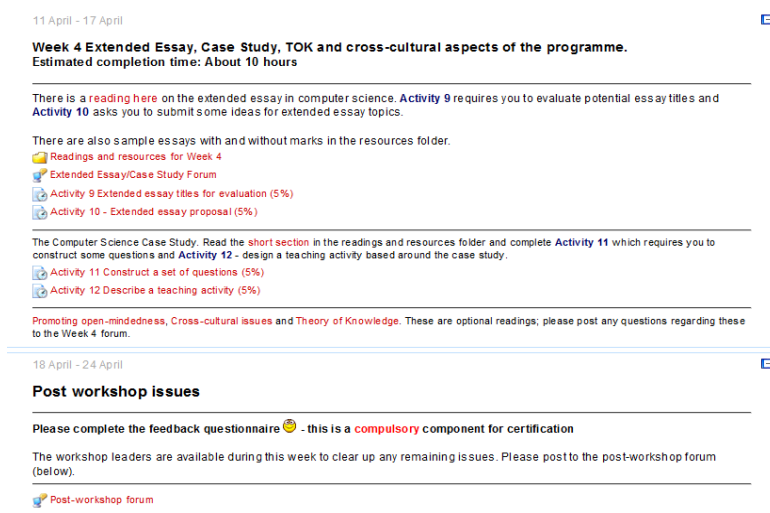 11 April - 17 April
Week 4 Extended Essay, Case Study, TOK and cross-cultural aspects of the programme.
Estimated completion time: About 10 hours
There is a reading here on the extended essay in computer science. Activity 9 requires you to evaluate potential essay titles and
Activity 10 asks you to submit some ideas for extended essay topics.
There are also sample essays with and without marks in the resources folder.
Readings and resources for Week 4
Extended Essay/Case Study Forum
Activity 9 Extended essay titles for evaluation (5%)
Activity 10 - Extended essay proposal (5%)
The Computer Science Case Study. Read the short section in the readings and resources folder and complete Activity 11 which requires you to
construct some questions and Activity 12 - design a teaching activity based around the case study.
Activity 11 Construct a set of questions (5%)
Activity 12 Describe a teaching activity (5%)
Promoting open-mindedness, Cross-cultural issues and Theory of Knowledge. These are optional readings; please post any questions regarding these
to the Week 4 forum.
18 April - 24 April
Post workshop issues
Please complete the feedback questionnaire - this is a compulsory component for certification
The workshop leaders are available during this week to clear up any remaining issues. Please post to the post-workshop forum
(below).
Post-workshop forum